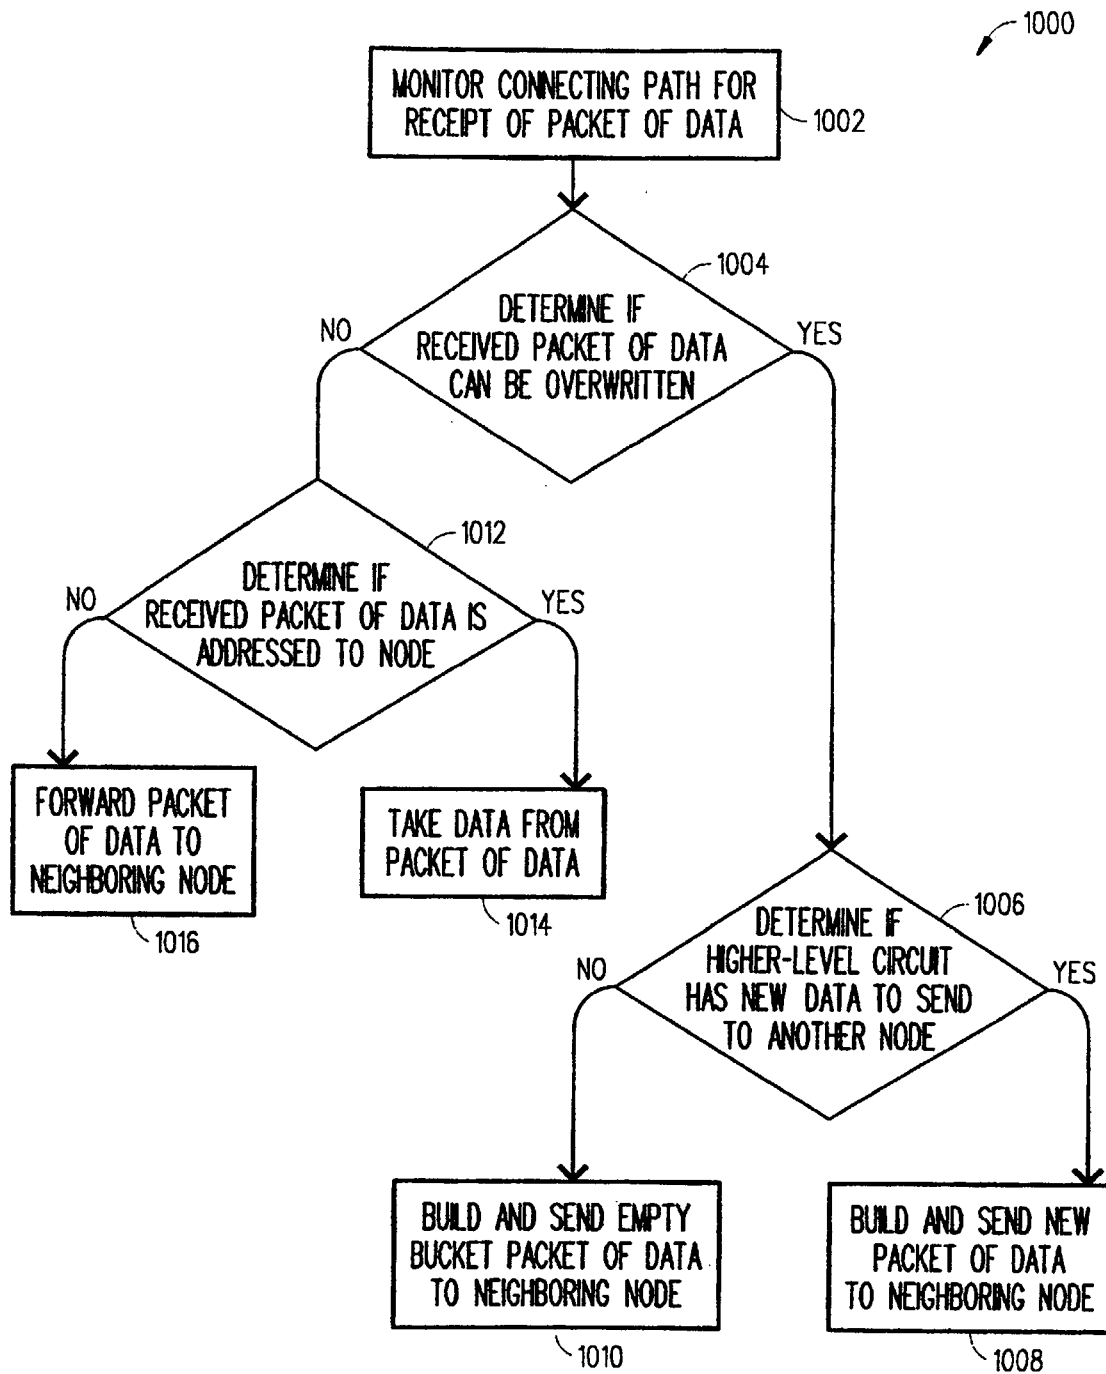 1000
MONITOR CONNECTING PATH FOR
RECEIPT OF PACKET OF DATA
1002
1004
DETERMINE IF
RECEIVED PACKET OF DATA
CAN BE OVERWRITTEN
NO
YES
1012
DETERMINE IF
RECEIVED PACKET OF DATA IS
ADDRESSED TO NODE
NO
YES
FORWARD PACKET
OF DATA TO
NEIGHBORING NODE
1016
TAKE DATA FROM
PACKET OF DATA
1014
1006
DETERMINE IF
HIGHER-LEVEL CIRCUIT
HAS NEW DATA TO SEND
TO ANOTHER NODE
NO
YES
BUILD AND SEND EMPTY
BUCKET PACKET OF DATA
TO NEIGHBORING NODE
1010
BUILD AND SEND NEW
PACKET OF DATA
TO NEIGHBORING NODE
1008